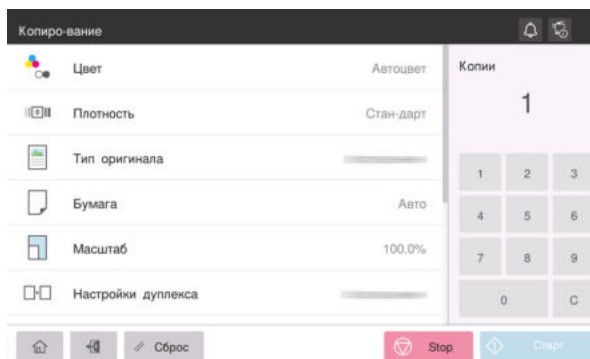 Копиро-вание
Цвет Автоцвет
Плотность Стан-дарт
Тип оригинала
Бумага Авто
Масштаб 100.0%
Настройки дуплекса
Копии
1
1 2 3
4 5 6
7 8 9
0 C
Сброс
Stop
Старт